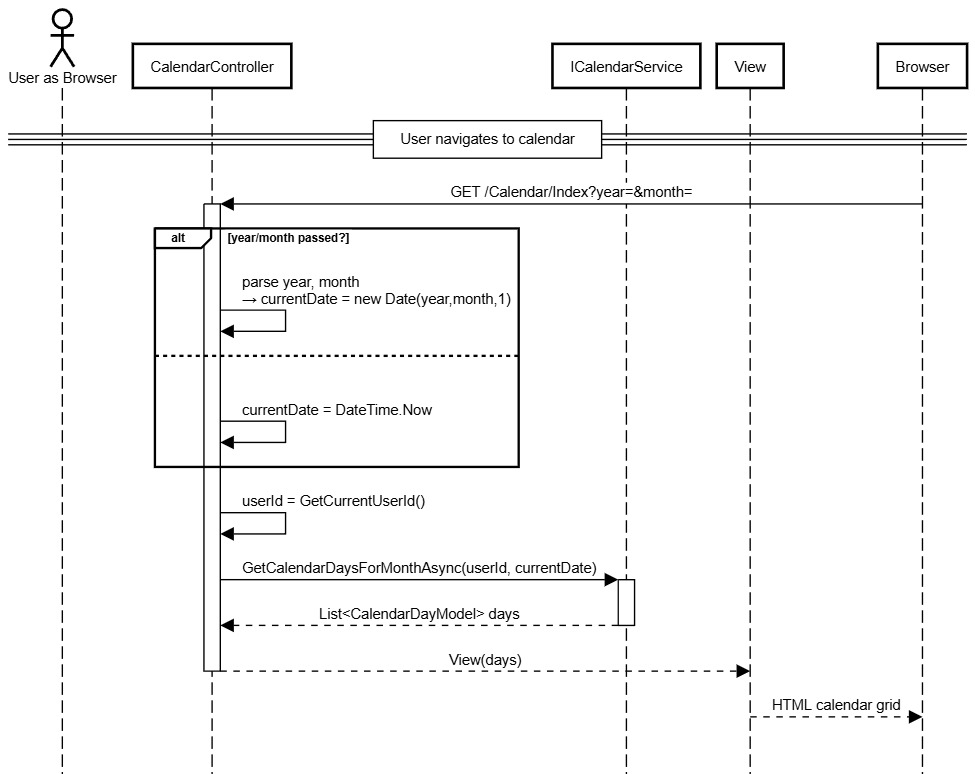 User as Browser
CalendarController
ICalendarService
View
Browser
User navigates to calendar
GET /Calendar/Index?year=&month=
alt
[year/month passed?]
parse year, month
→ currentDate = new Date(year,month,1)
currentDate = DateTime.Now
userId = GetCurrentUserId()
GetCalendarDaysForMonthAsync(userId, currentDate)
List<CalendarDayModel> days
View(days)
HTML calendar grid